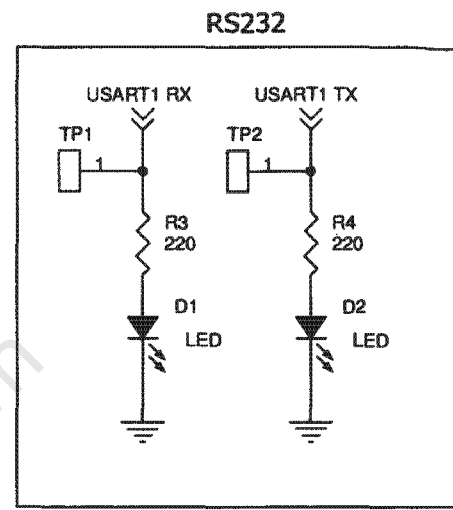 RS232
USART1 RX
USART1 TX
TP1
1
TP2
1
R3
220
R4
220
D1
LED
D2
LED